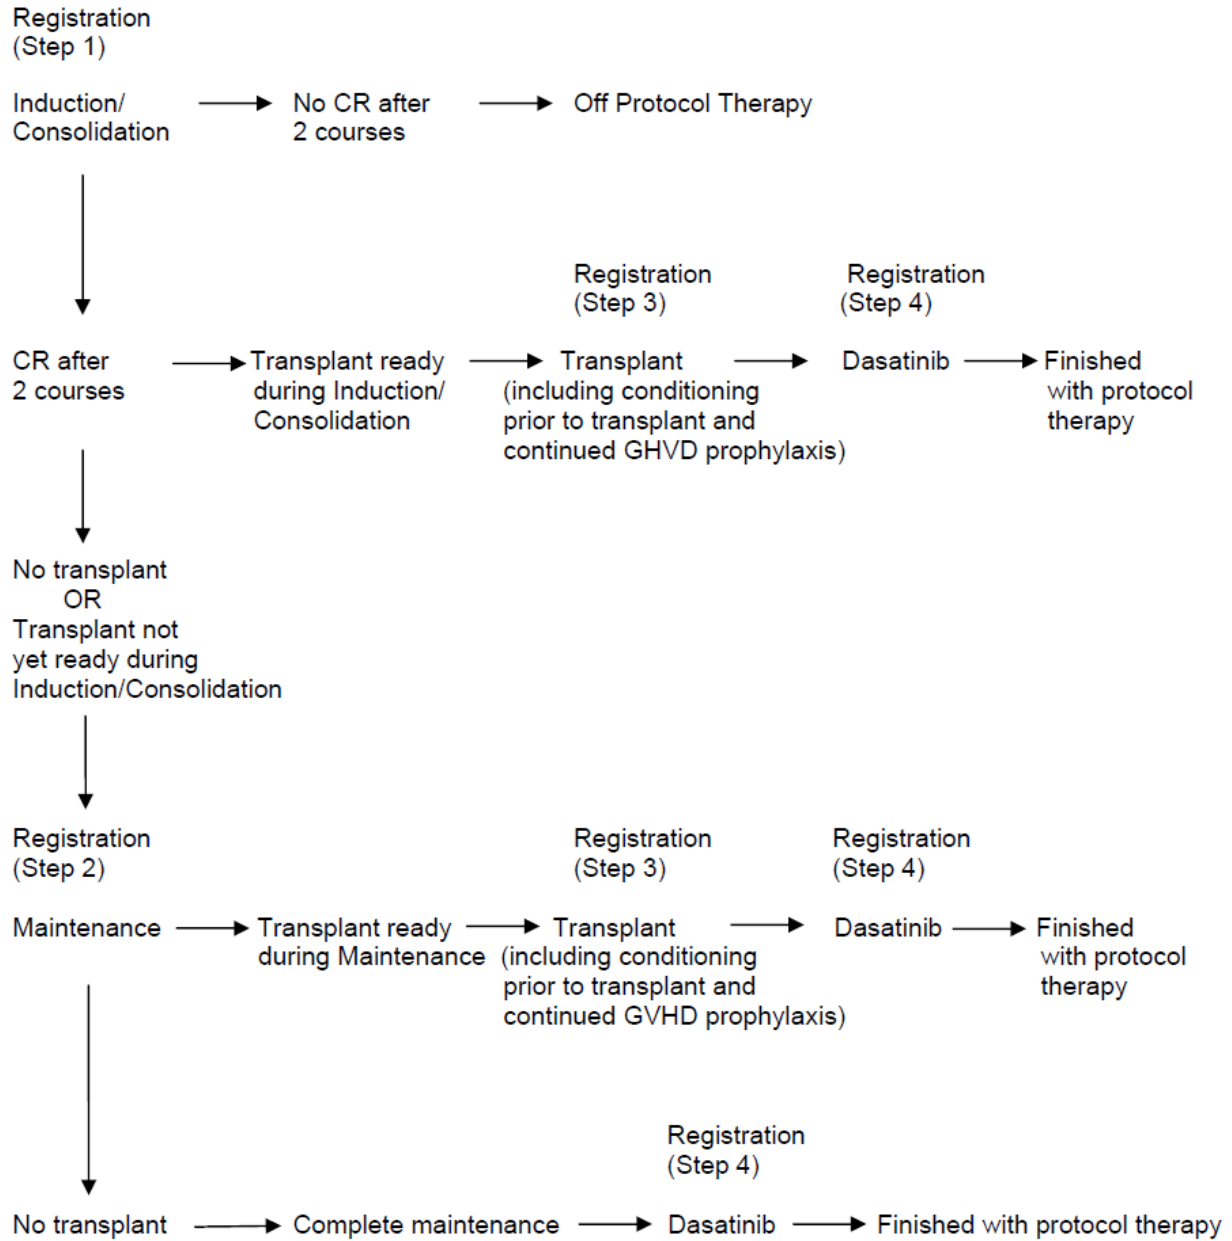 Registration
(Step 1)
Induction/
Consolidation
No CR after
2 courses
Off Protocol Therapy
Registration
(Step 3)
Registration
(Step 4)
CR after
2 courses
Transplant ready
during Induction/
Consolidation
Transplant
(including conditioning
prior to transplant and
continued GHVD prophylaxis)
Dasatinib
Finished
with protocol
therapy
No transplant
OR
Transplant not
yet ready during
Induction/Consolidation
Registration
(Step 2)
Registration
(Step 3)
Registration
(Step 4)
Maintenance
Transplant ready
during Maintenance
Transplant
(including conditioning
prior to transplant and
continued GVHD prophylaxis)
Dasatinib
Finished
with protocol
therapy
Registration
(Step 4)
No transplant
Complete maintenance
Dasatinib
Finished with protocol therapy